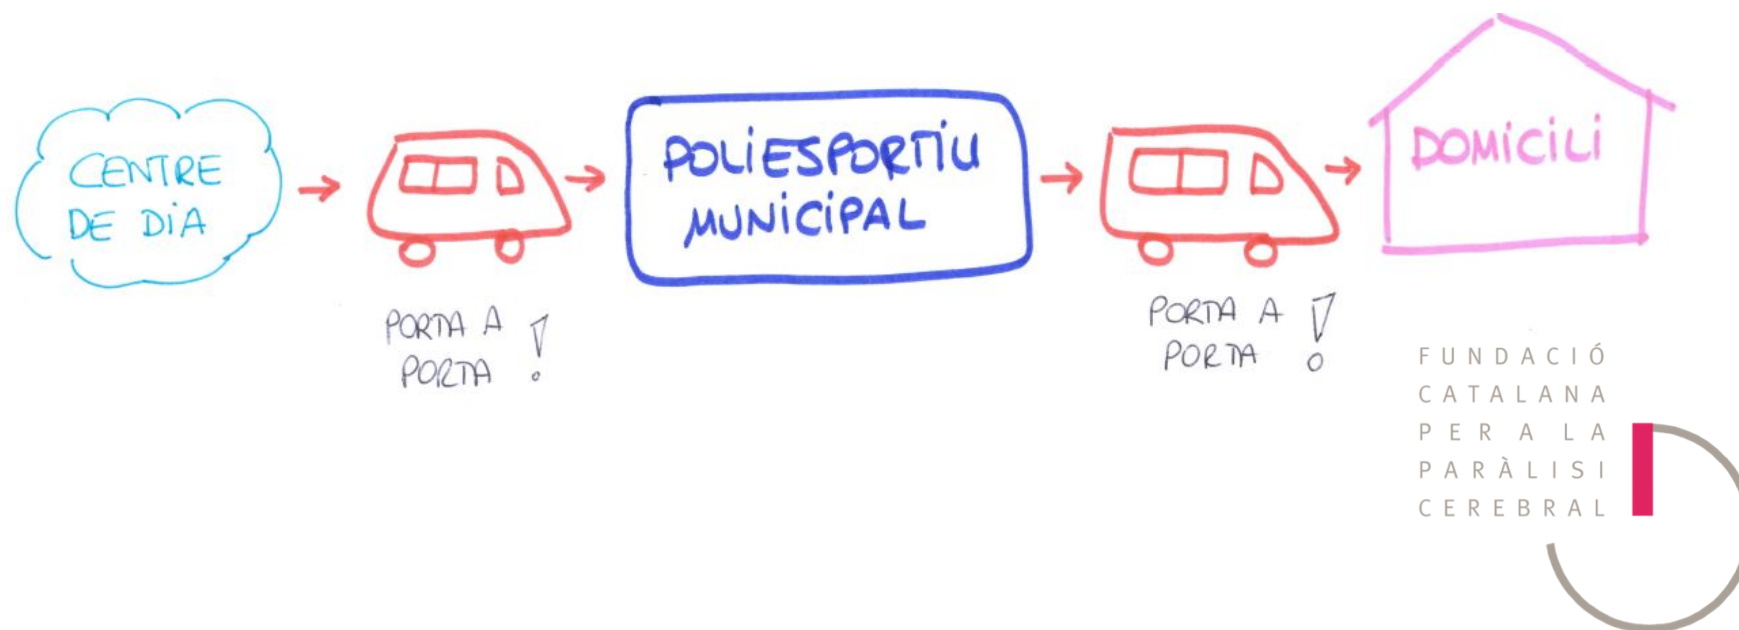 CENTRE
DE DiA
POLiESPORTiU
MUNiCiPAL
DOMiCiLi
PORTA A
PORTA !
PORTA A
PORTA !
FUNDACIÓ
CATALANA
PER A LA
PARÀLISI
CEREBRAL